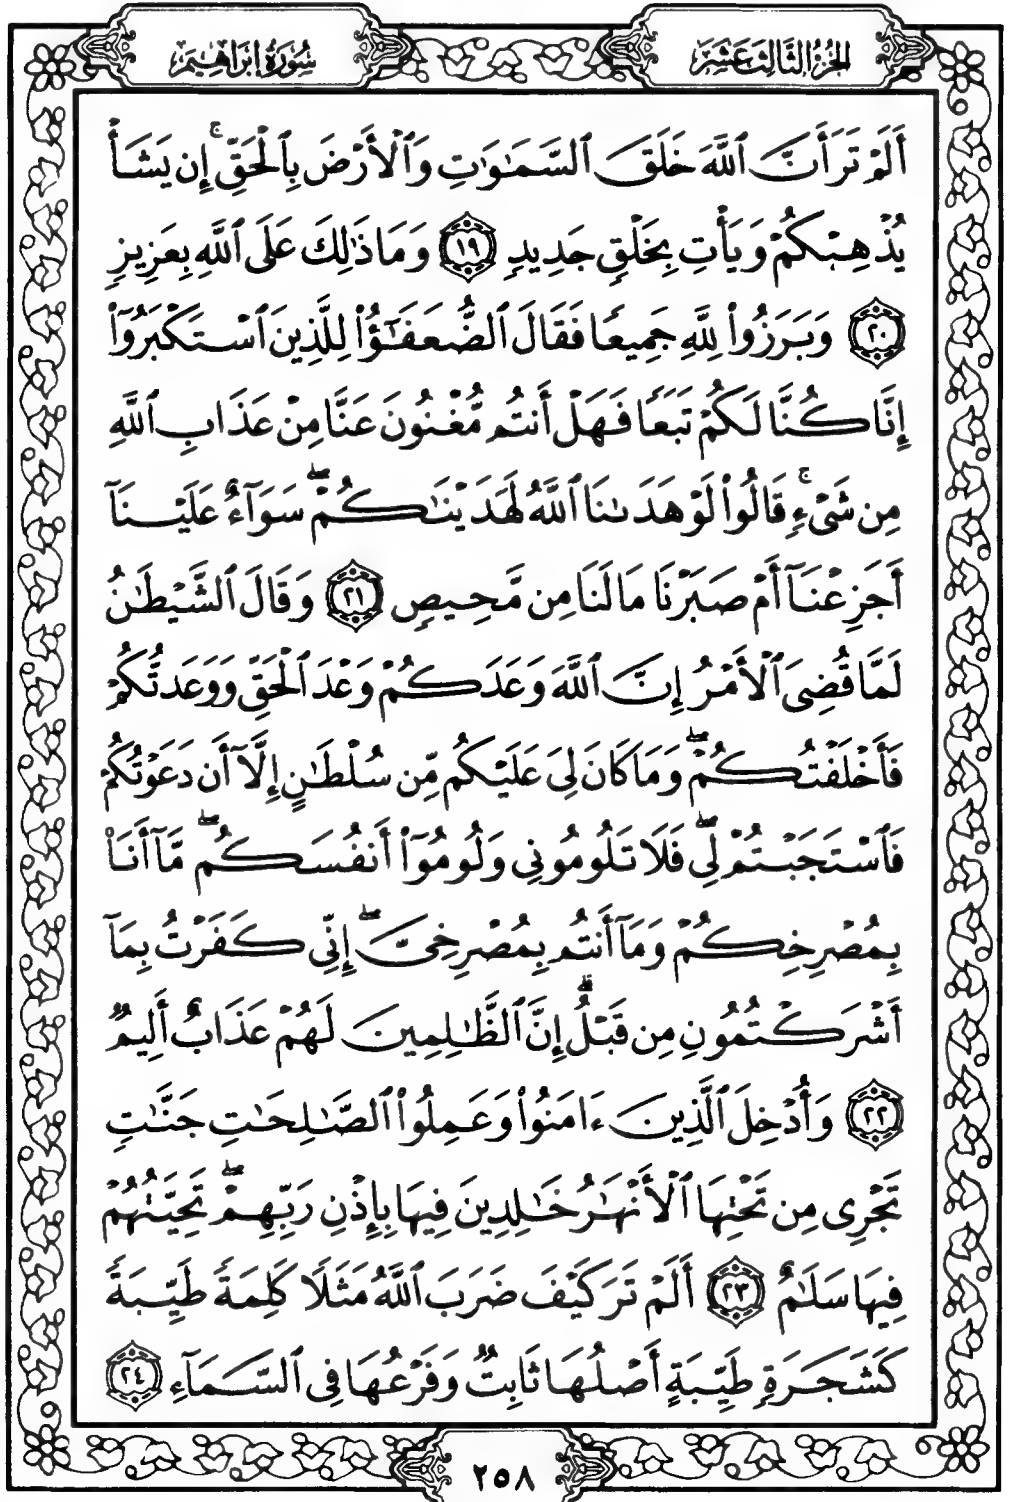 الجزء الثالث عشر
سورة إبراهيم
أَلَمْ تَرَ أَنَّ ٱللَّهَ خَلَقَ ٱلسَّمَٰوَٰتِ وَٱلْأَرْضَ بِٱلْحَقِّ ۚ إِن يَشَأْ
يُذْهِبْكُمْ وَيَأْتِ بِخَلْقٍ جَدِيدٍ ١٩ وَمَا ذَٰلِكَ عَلَى ٱللَّهِ بِعَزِيزٍ
٢٠ وَبَرَزُوا۟ لِلَّهِ جَمِيعًا فَقَالَ ٱلضُّعَفَٰٓؤُا۟ لِلَّذِينَ ٱسْتَكْبَرُوٓا۟
إِنَّا كُنَّا لَكُمْ تَبَعًا فَهَلْ أَنتُم مُّغْنُونَ عَنَّا مِنْ عَذَابِ ٱللَّهِ
مِن شَىْءٍ ۚ قَالُوا۟ لَوْ هَدَىٰنَا ٱللَّهُ لَهَدَيْنَٰكُمْ ۖ سَوَآءٌ عَلَيْنَآ
أَجَزِعْنَآ أَمْ صَبَرْنَا مَا لَنَا مِن مَّحِيصٍ ٢١ وَقَالَ ٱلشَّيْطَٰنُ
لَمَّا قُضِىَ ٱلْأَمْرُ إِنَّ ٱللَّهَ وَعَدَكُمْ وَعْدَ ٱلْحَقِّ وَوَعَدتُّكُمْ
فَأَخْلَفْتُكُمْ ۖ وَمَا كَانَ لِىَ عَلَيْكُم مِّن سُلْطَٰنٍ إِلَّآ أَن دَعَوْتُكُمْ
فَٱسْتَجَبْتُمْ لِى ۖ فَلَا تَلُومُونِى وَلُومُوٓا۟ أَنفُسَكُم ۖ مَّآ أَنَا۠
بِمُصْرِخِكُمْ وَمَآ أَنتُم بِمُصْرِخِىَّ ۖ إِنِّى كَفَرْتُ بِمَآ
أَشْرَكْتُمُونِ مِن قَبْلُ ۗ إِنَّ ٱلظَّٰلِمِينَ لَهُمْ عَذَابٌ أَلِيمٌ
٢٢ وَأُدْخِلَ ٱلَّذِينَ ءَامَنُوا۟ وَعَمِلُوا۟ ٱلصَّٰلِحَٰتِ جَنَّٰتٍ
تَجْرِى مِن تَحْتِهَا ٱلْأَنْهَٰرُ خَٰلِدِينَ فِيهَا بِإِذْنِ رَبِّهِمْ ۖ تَحِيَّتُهُمْ
فِيهَا سَلَٰمٌ ٢٣ أَلَمْ تَرَ كَيْفَ ضَرَبَ ٱللَّهُ مَثَلًا كَلِمَةً طَيِّبَةً
كَشَجَرَةٍ طَيِّبَةٍ أَصْلُهَا ثَابِتٌ وَفَرْعُهَا فِى ٱلسَّمَآءِ ٢٤
٢٥٨